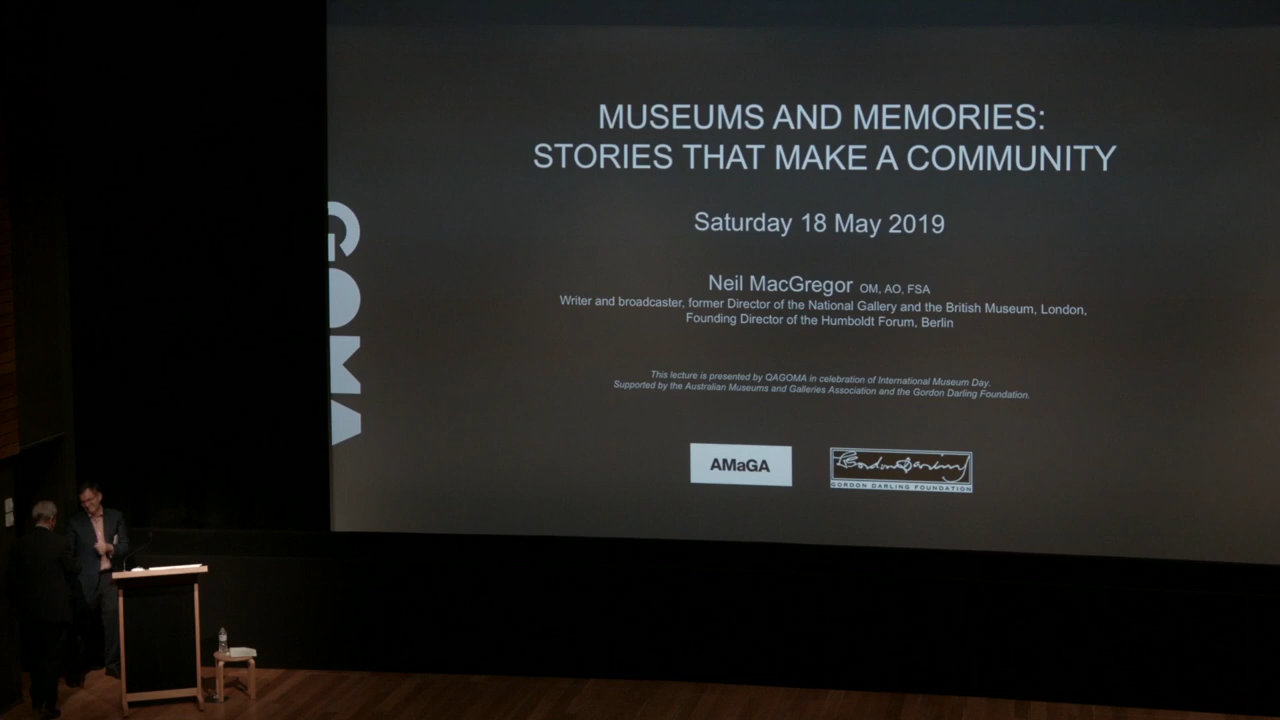 MUSEUMS AND MEMORIES:
STORIES THAT MAKE A COMMUNITY
Saturday 18 May 2019
Neil MacGregor OM, AO, FSA
Writer and broadcaster, former Director of the National Gallery and the British Museum, London,
Founding Director of the Humboldt Forum, Berlin
This lecture is presented by QAGOMA in celebration of International Museum Day.
Supported by the Australian Museums and Galleries Association and the Gordon Darling Foundation.
GOMA
AMaGA
Gordon Darling
GORDON DARLING FOUNDATION